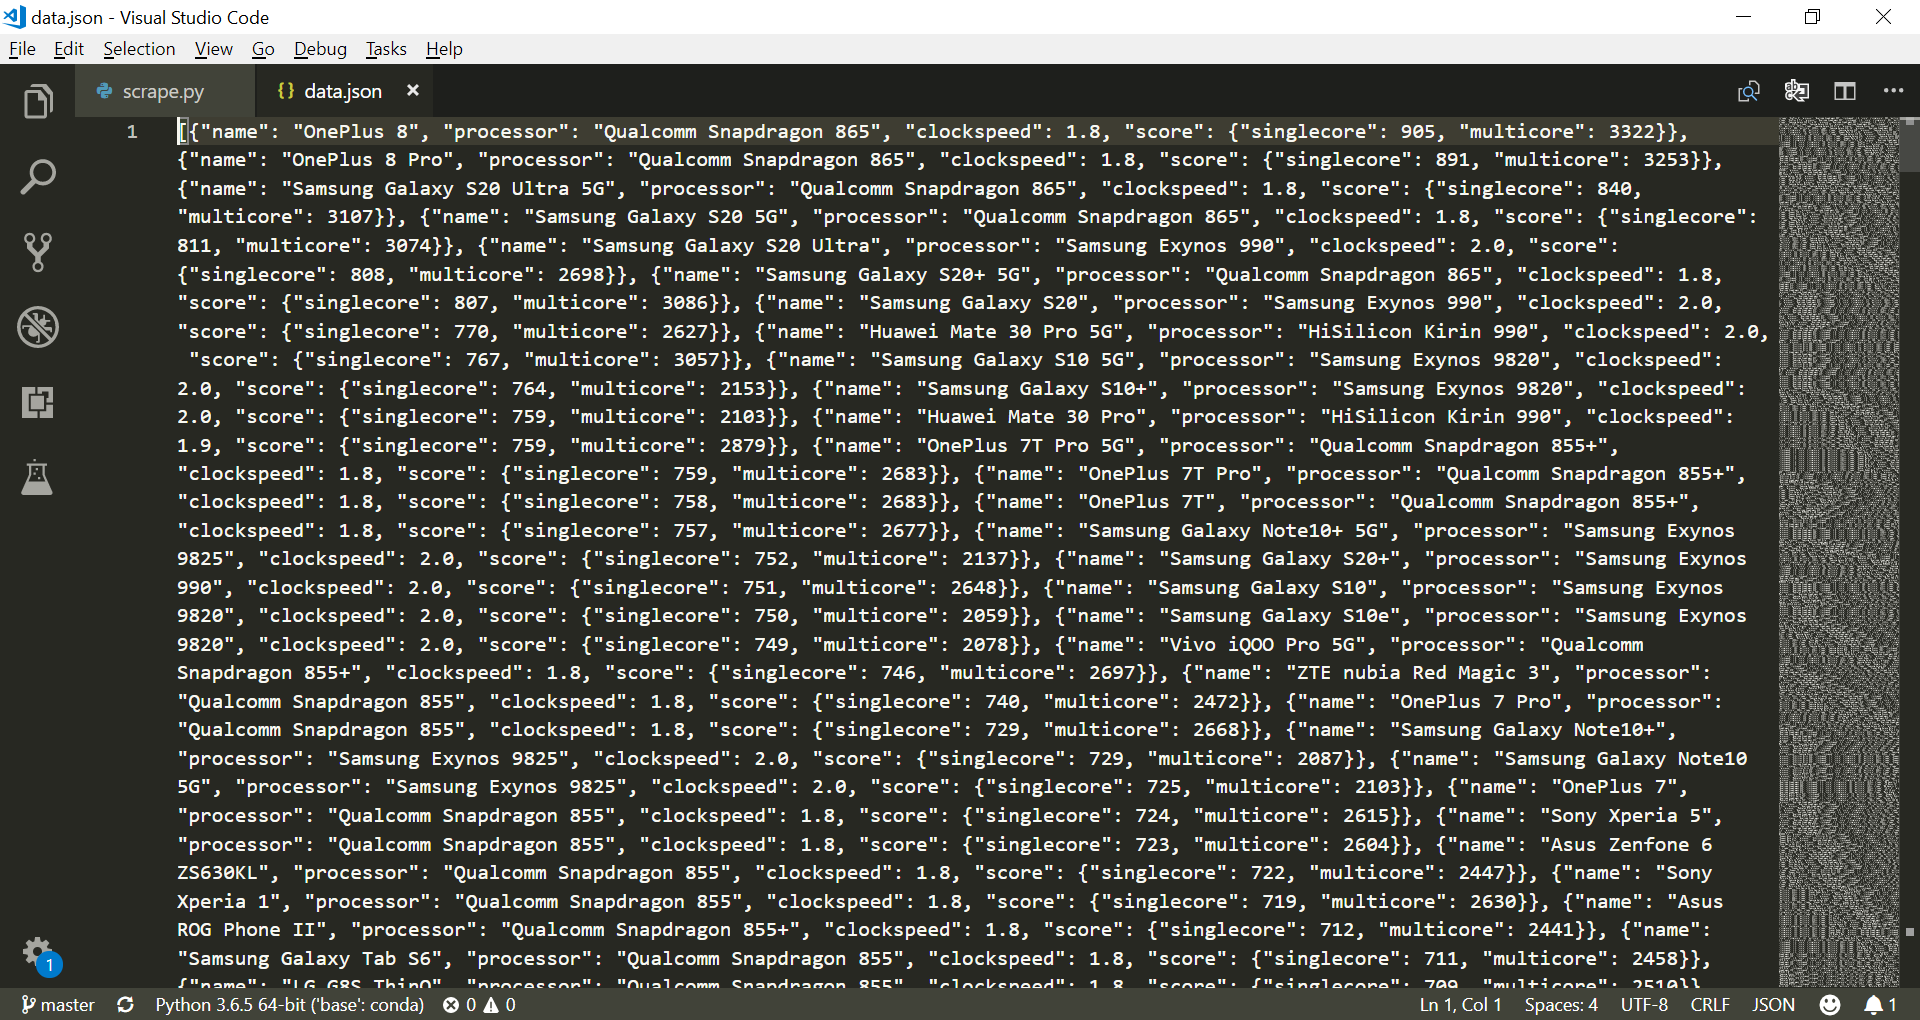 data.json - Visual Studio Code
File Edit Selection View Go Debug Tasks Help
scrape.py {} data.json ×
1 [{"name": "OnePlus 8", "processor": "Qualcomm Snapdragon 865", "clockspeed": 1.8, "score": {"singlecore": 905, "multicore": 3322}},
{"name": "OnePlus 8 Pro", "processor": "Qualcomm Snapdragon 865", "clockspeed": 1.8, "score": {"singlecore": 891, "multicore": 3253}},
{"name": "Samsung Galaxy S20 Ultra 5G", "processor": "Qualcomm Snapdragon 865", "clockspeed": 1.8, "score": {"singlecore": 840,
"multicore": 3107}}, {"name": "Samsung Galaxy S20 5G", "processor": "Qualcomm Snapdragon 865", "clockspeed": 1.8, "score": {"singlecore":
811, "multicore": 3074}}, {"name": "Samsung Galaxy S20 Ultra", "processor": "Samsung Exynos 990", "clockspeed": 2.0, "score":
{"singlecore": 808, "multicore": 2698}}, {"name": "Samsung Galaxy S20+ 5G", "processor": "Qualcomm Snapdragon 865", "clockspeed": 1.8,
"score": {"singlecore": 807, "multicore": 3086}}, {"name": "Samsung Galaxy S20", "processor": "Samsung Exynos 990", "clockspeed": 2.0,
"score": {"singlecore": 770, "multicore": 2627}}, {"name": "Huawei Mate 30 Pro 5G", "processor": "HiSilicon Kirin 990", "clockspeed": 2.0,
"score": {"singlecore": 767, "multicore": 3057}}, {"name": "Samsung Galaxy S10 5G", "processor": "Samsung Exynos 9820", "clockspeed":
2.0, "score": {"singlecore": 764, "multicore": 2153}}, {"name": "Samsung Galaxy S10+", "processor": "Samsung Exynos 9820", "clockspeed":
2.0, "score": {"singlecore": 759, "multicore": 2103}}, {"name": "Huawei Mate 30 Pro", "processor": "HiSilicon Kirin 990", "clockspeed":
1.9, "score": {"singlecore": 759, "multicore": 2879}}, {"name": "OnePlus 7T Pro 5G", "processor": "Qualcomm Snapdragon 855+",
"clockspeed": 1.8, "score": {"singlecore": 759, "multicore": 2683}}, {"name": "OnePlus 7T Pro", "processor": "Qualcomm Snapdragon 855+",
"clockspeed": 1.8, "score": {"singlecore": 758, "multicore": 2683}}, {"name": "OnePlus 7T", "processor": "Qualcomm Snapdragon 855+",
"clockspeed": 1.8, "score": {"singlecore": 757, "multicore": 2677}}, {"name": "Samsung Galaxy Note10+ 5G", "processor": "Samsung Exynos
9825", "clockspeed": 2.0, "score": {"singlecore": 752, "multicore": 2137}}, {"name": "Samsung Galaxy S20+", "processor": "Samsung Exynos
990", "clockspeed": 2.0, "score": {"singlecore": 751, "multicore": 2648}}, {"name": "Samsung Galaxy S10", "processor": "Samsung Exynos
9820", "clockspeed": 2.0, "score": {"singlecore": 750, "multicore": 2059}}, {"name": "Samsung Galaxy S10e", "processor": "Samsung Exynos
9820", "clockspeed": 2.0, "score": {"singlecore": 749, "multicore": 2078}}, {"name": "Vivo iQOO Pro 5G", "processor": "Qualcomm
Snapdragon 855+", "clockspeed": 1.8, "score": {"singlecore": 746, "multicore": 2697}}, {"name": "ZTE nubia Red Magic 3", "processor":
"Qualcomm Snapdragon 855", "clockspeed": 1.8, "score": {"singlecore": 740, "multicore": 2472}}, {"name": "OnePlus 7 Pro", "processor":
"Qualcomm Snapdragon 855", "clockspeed": 1.8, "score": {"singlecore": 729, "multicore": 2668}}, {"name": "Samsung Galaxy Note10+",
"processor": "Samsung Exynos 9825", "clockspeed": 2.0, "score": {"singlecore": 729, "multicore": 2087}}, {"name": "Samsung Galaxy Note10
5G", "processor": "Samsung Exynos 9825", "clockspeed": 2.0, "score": {"singlecore": 725, "multicore": 2103}}, {"name": "OnePlus 7",
"processor": "Qualcomm Snapdragon 855", "clockspeed": 1.8, "score": {"singlecore": 724, "multicore": 2615}}, {"name": "Sony Xperia 5",
"processor": "Qualcomm Snapdragon 855", "clockspeed": 1.8, "score": {"singlecore": 723, "multicore": 2604}}, {"name": "Asus Zenfone 6
ZS630KL", "processor": "Qualcomm Snapdragon 855", "clockspeed": 1.8, "score": {"singlecore": 722, "multicore": 2447}}, {"name": "Sony
Xperia 1", "processor": "Qualcomm Snapdragon 855", "clockspeed": 1.8, "score": {"singlecore": 719, "multicore": 2630}}, {"name": "Asus
ROG Phone II", "processor": "Qualcomm Snapdragon 855+", "clockspeed": 1.8, "score": {"singlecore": 712, "multicore": 2441}}, {"name":
"Samsung Galaxy Tab S6", "processor": "Qualcomm Snapdragon 855", "clockspeed": 1.8, "score": {"singlecore": 711, "multicore": 2458}},
{"name": "LG G8S ThinQ", "processor": "Qualcomm Snapdragon 855", "clockspeed": 1.8, "score": {"singlecore": 709, "multicore": 2510}},
1
master Python 3.6.5 64-bit ('base': conda) 0 0 Ln 1, Col 1 Spaces: 4 UTF-8 CRLF JSON 1